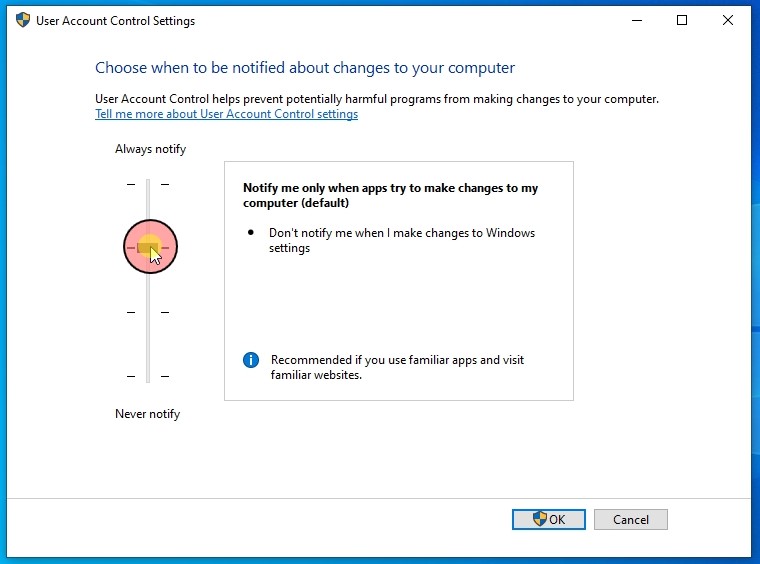 User Account Control Settings
Choose when to be notified about changes to your computer
User Account Control helps prevent potentially harmful programs from making changes to your computer.
Tell me more about User Account Control settings
Always notify
Notify me only when apps try to make changes to my
computer (default)
• Don't notify me when I make changes to Windows
settings
Recommended if you use familiar apps and visit
familiar websites.
Never notify
OK
Cancel